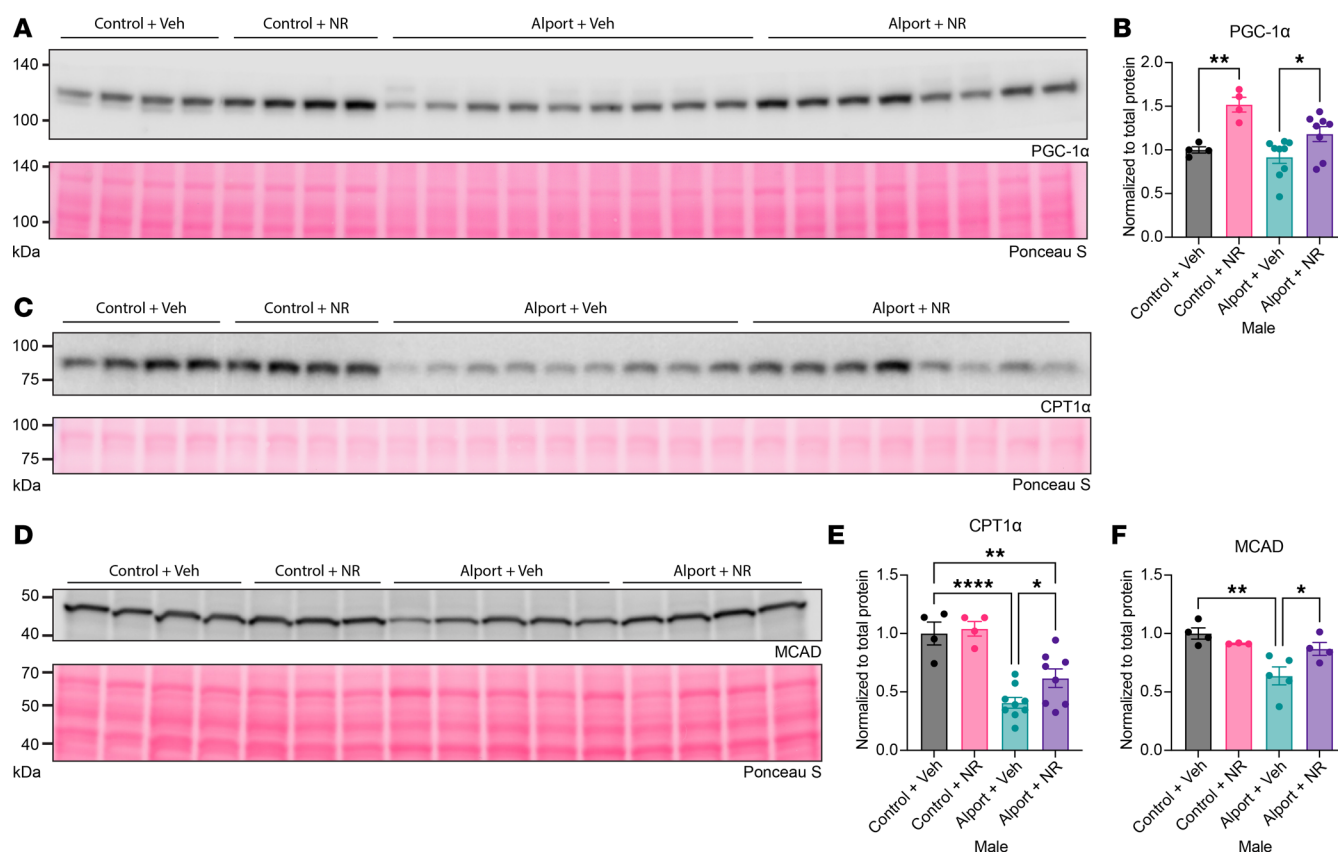 A
Control + Veh
Control + NR
Alport + Veh
Alport + NR
140
100
PGC-1α
140
100
kDa
Ponceau S
B
PGC-1α
Normalized to total protein
2.0
1.5
1.0
0.5
0.0
**
*
Control + Veh
Control + NR
Alport + Veh
Alport + NR
Male
C
Control + Veh
Control + NR
Alport + Veh
Alport + NR
100
75
CPT1α
100
75
kDa
Ponceau S
D
Control + Veh
Control + NR
Alport + Veh
Alport + NR
50
40
MCAD
70
50
40
kDa
Ponceau S
E
CPT1α
Normalized to total protein
1.5
1.0
0.5
0.0
**
****
*
Control + Veh
Control + NR
Alport + Veh
Alport + NR
Male
F
MCAD
Normalized to total protein
1.5
1.0
0.5
0.0
**
*
Control + Veh
Control + NR
Alport + Veh
Alport + NR
Male